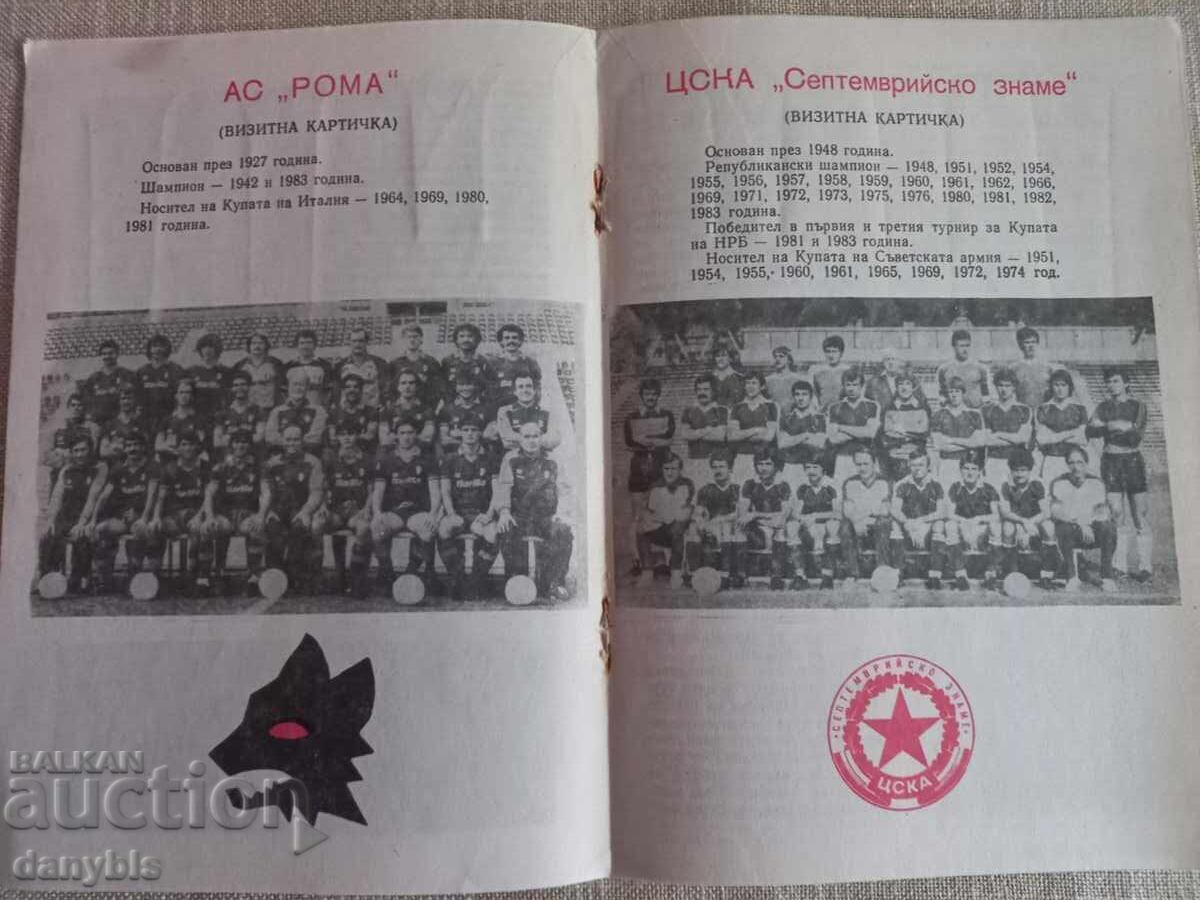 АС „РОМА“
(ВИЗИТНА КАРТИЧКА)
Основан през 1927 година.
Шампион — 1942 и 1983 година.
Носител на Купата на Италия — 1964, 1969, 1980,
1981 година.
ЦСКА „Септемврийско знаме“
(ВИЗИТНА КАРТИЧКА)
Основан през 1948 година.
Републикански шампион — 1948, 1951, 1952, 1954,
1955, 1956, 1957, 1958, 1959, 1960, 1961, 1962, 1966,
1969, 1971, 1972, 1973, 1975, 1976, 1980, 1981, 1982,
1983 година.
Победител в първия и третия турнир за Купата
на НРБ — 1981 и 1983 година.
Носител на Купата на Съветската армия — 1951,
1954, 1955, 1960, 1961, 1965, 1969, 1972, 1974 год.
Barilla
Barilla
Barilla
• СЕПТЕМВРИЙСКО ЗНАМЕ •
ЦСКА
BALKAN
auction
danybls